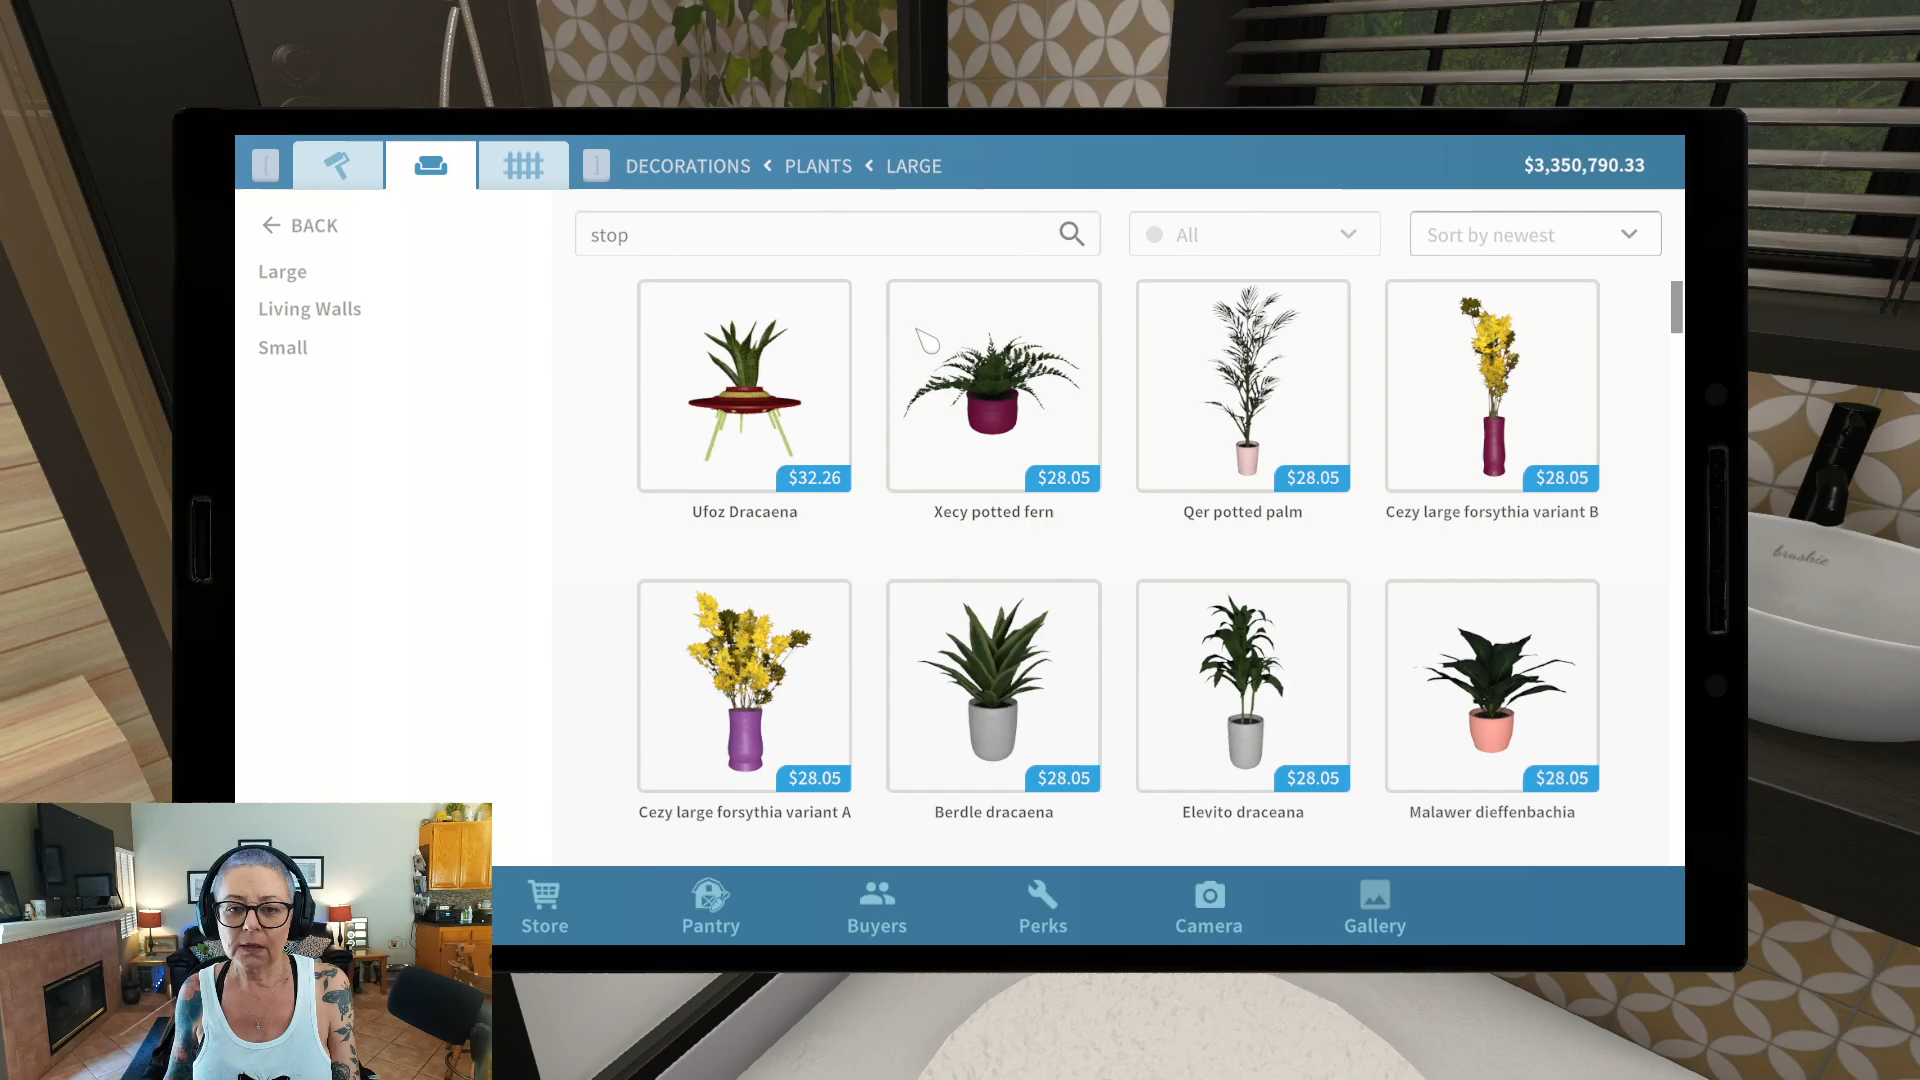 [
]
DECORATIONS < PLANTS < LARGE
$3,350,790.33
BACK
Large
Living Walls
Small
stop
All
Sort by newest
$32.26
$28.05
$28.05
$28.05
Ufoz Dracaena
Xecy potted fern
Qer potted palm
Cezy large forsythia variant B
$28.05
$28.05
$28.05
$28.05
Cezy large forsythia variant A
Berdle dracaena
Elevito draceana
Malawer dieffenbachia
Store
Pantry
Buyers
Perks
Camera
Gallery
brushie